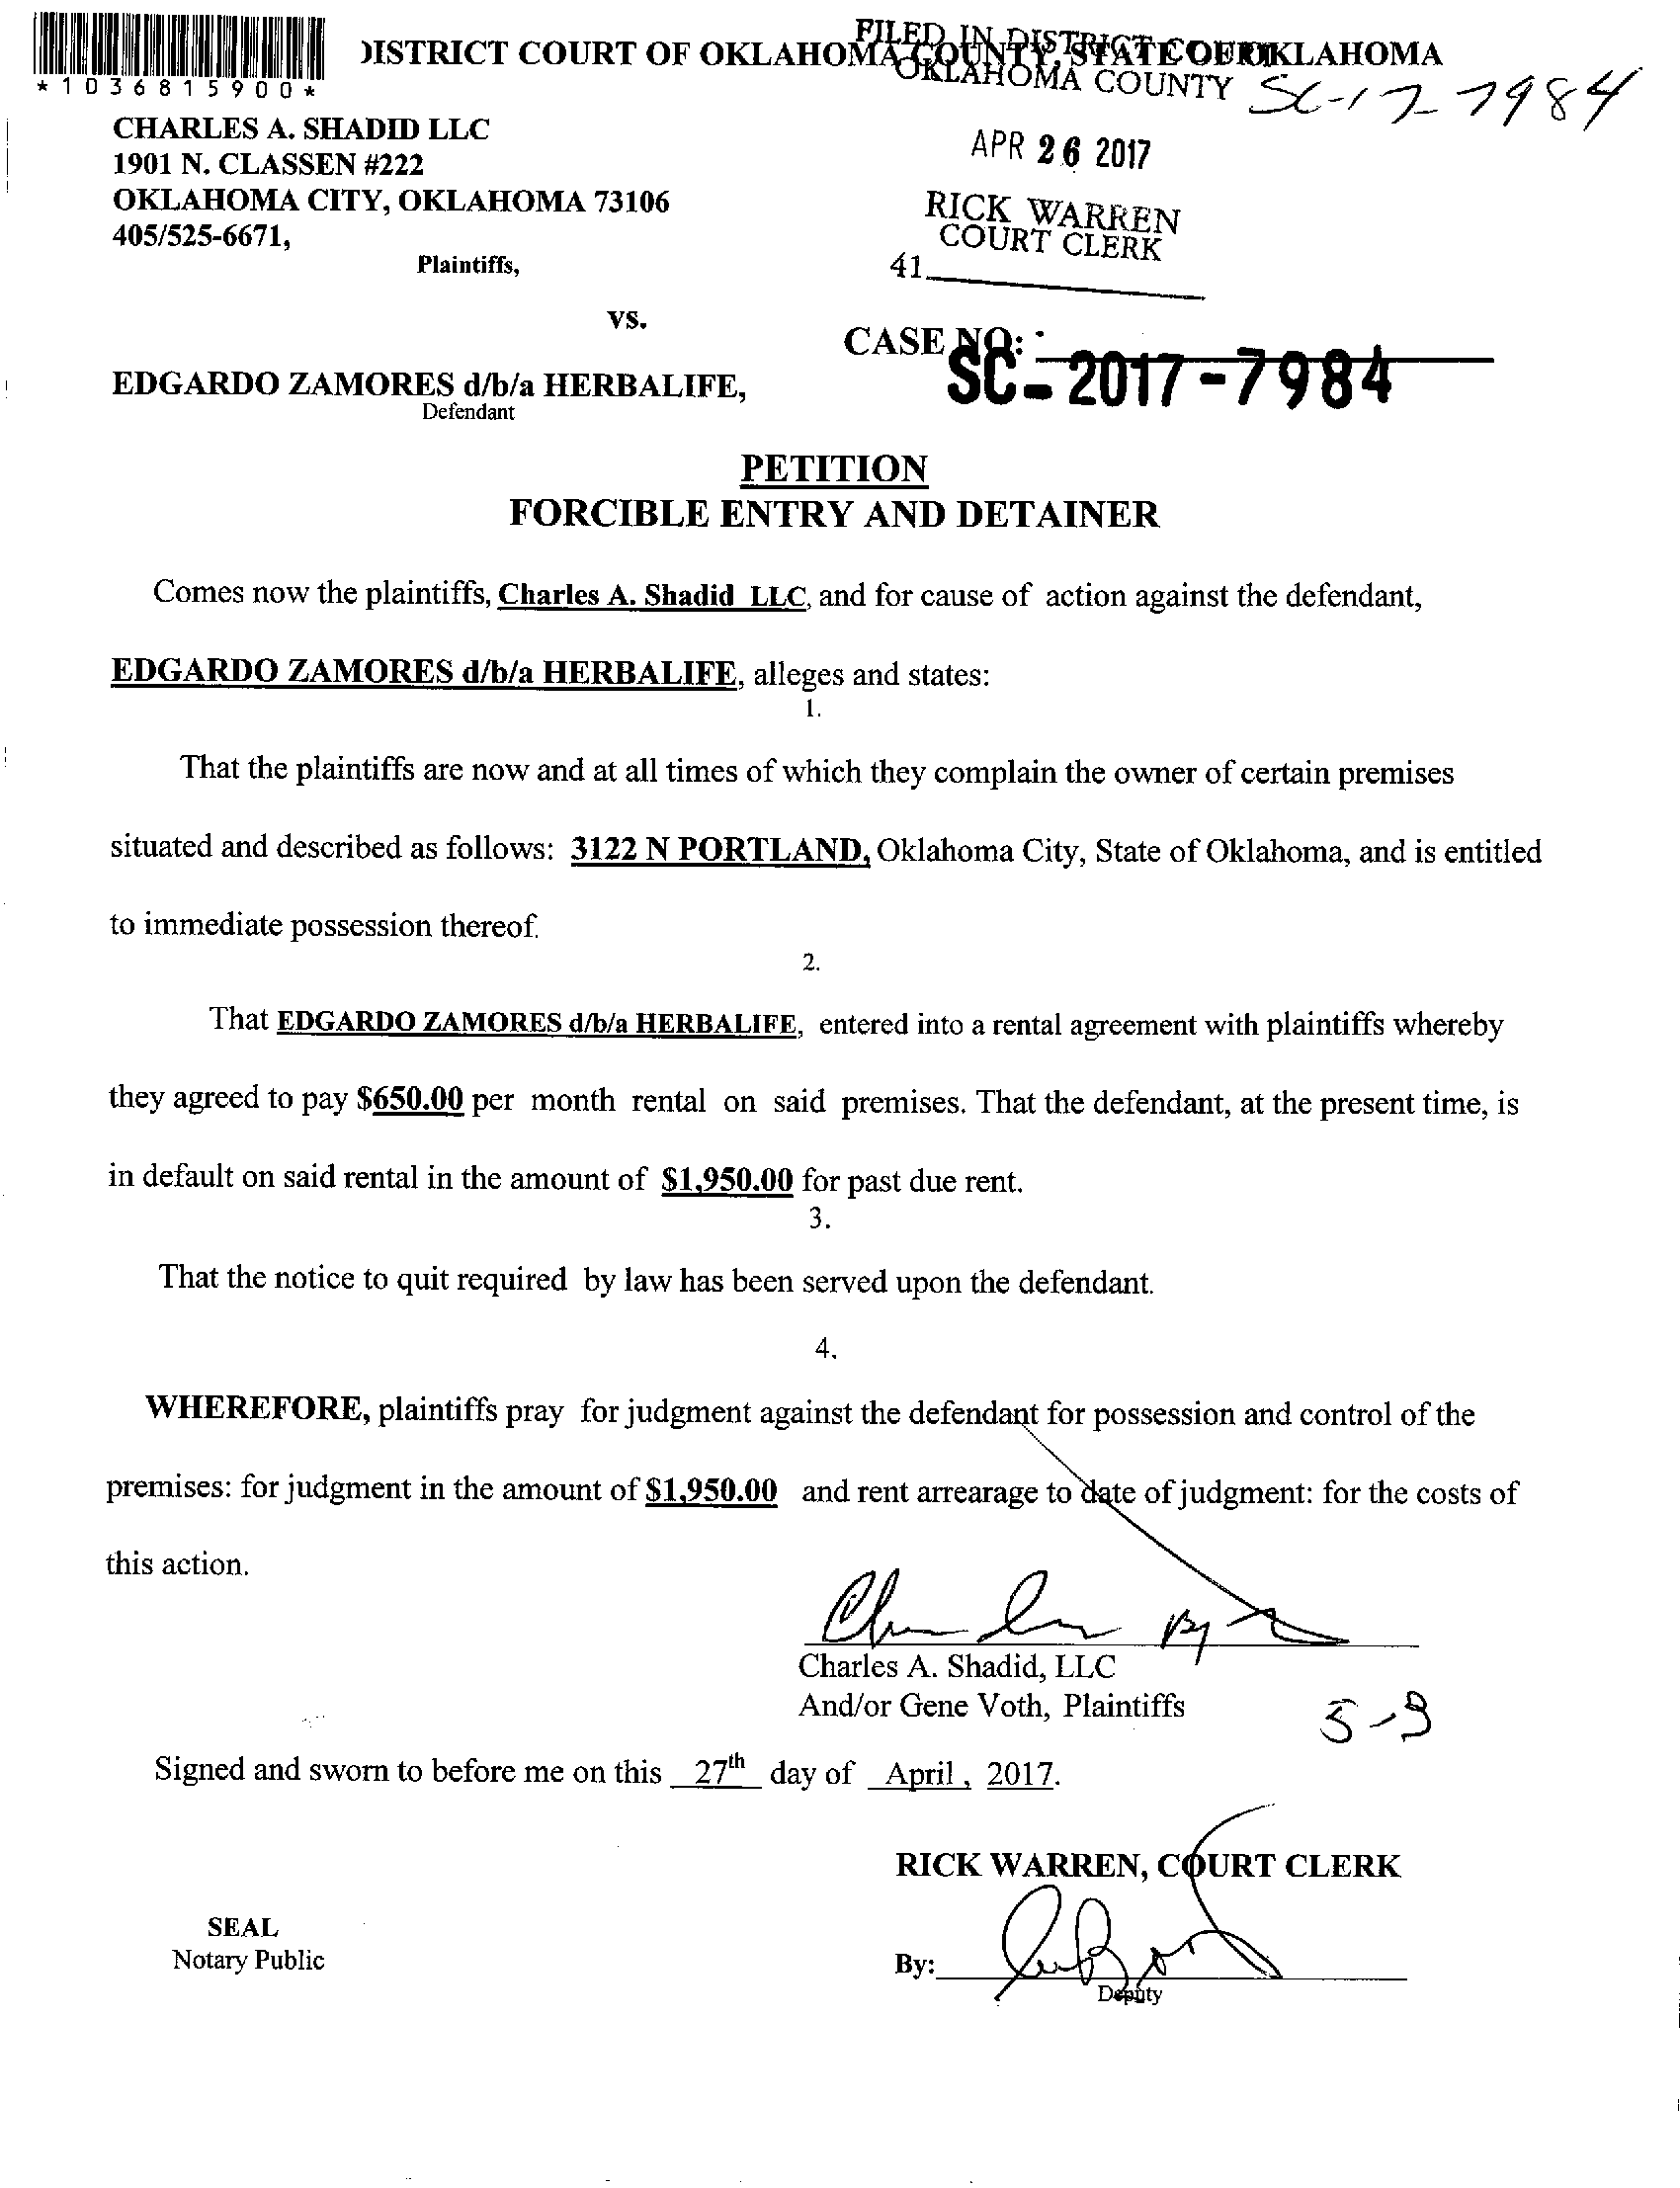 *1036815900*
DISTRICT COURT OF OKLAHOMA COUNTY, STATE OF OKLAHOMA
FILED IN DISTRICT COURT
OKLAHOMA COUNTY
SC-17-7984
CHARLES A. SHADID LLC
1901 N. CLASSEN #222
OKLAHOMA CITY, OKLAHOMA 73106
405/525-6671,
Plaintiffs,
APR 26 2017
RICK WARREN
COURT CLERK
41
vs.
CASE NO:
SC-2017-7984
EDGARDO ZAMORES d/b/a HERBALIFE,
Defendant
PETITION
FORCIBLE ENTRY AND DETAINER
Comes now the plaintiffs, Charles A. Shadid LLC, and for cause of action against the defendant,
EDGARDO ZAMORES d/b/a HERBALIFE, alleges and states:
1.
That the plaintiffs are now and at all times of which they complain the owner of certain premises
situated and described as follows: 3122 N PORTLAND, Oklahoma City, State of Oklahoma, and is entitled
to immediate possession thereof.
2.
That EDGARDO ZAMORES d/b/a HERBALIFE, entered into a rental agreement with plaintiffs whereby
they agreed to pay $650.00 per month rental on said premises. That the defendant, at the present time, is
in default on said rental in the amount of $1,950.00 for past due rent.
3.
That the notice to quit required by law has been served upon the defendant.
4.
WHEREFORE, plaintiffs pray for judgment against the defendant for possession and control of the
premises: for judgment in the amount of $1,950.00 and rent arrearage to date of judgment: for the costs of
this action.
By
Charles A. Shadid, LLC
And/or Gene Voth, Plaintiffs
5-9
Signed and sworn to before me on this 27th day of April, 2017.
RICK WARREN, COURT CLERK
SEAL
Notary Public
By:
Deputy